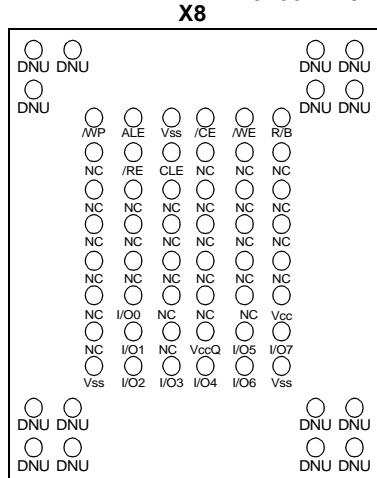 X8
DNU DNU DNU DNU
DNU DNU DNU
/WP ALE Vss /CE /WE R/B
NC /RE CLE NC NC NC
NC NC NC NC NC NC
NC NC NC NC NC NC
NC NC NC NC NC NC
NC I/O0 NC NC NC Vcc
NC I/O1 NC VccQ I/O5 I/O7
Vss I/O2 I/O3 I/O4 I/O6 Vss
DNU DNU DNU DNU
DNU DNU DNU DNU